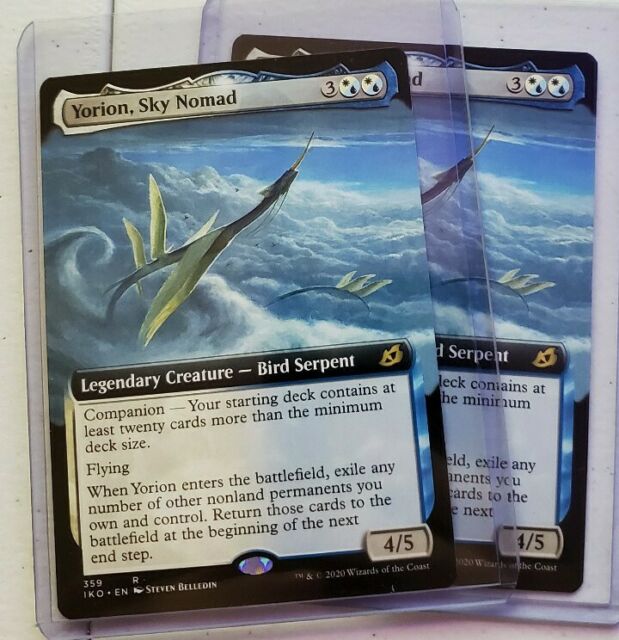 Yorion, Sky Nomad
3
Legendary Creature — Bird Serpent
Companion — Your starting deck contains at
least twenty cards more than the minimum
deck size.
Flying
When Yorion enters the battlefield, exile any
number of other nonland permanents you
own and control. Return those cards to the
battlefield at the beginning of the next
end step.
4/5
359 R
IKO • EN STEVEN BELLEDIN
™ & © 2020 Wizards of the Coast
ad
3
d Serpent
deck contains at
the minimum
eld, exile any
anents you
cards to the
e next
4/5
2020 Wizards of the Coast